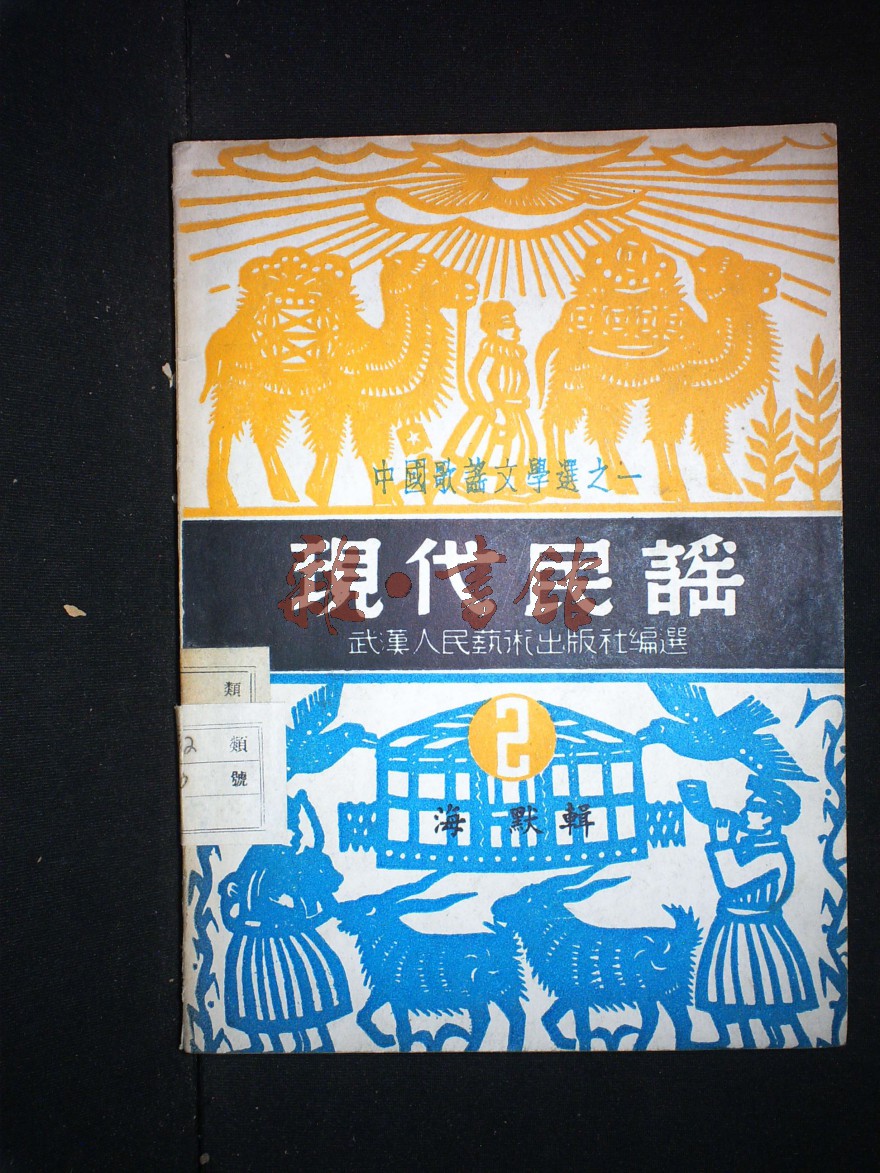 中國歌謠文學選之一
現代民謠
武漢人民藝術出版社編選
2
海默輯
類
類
號